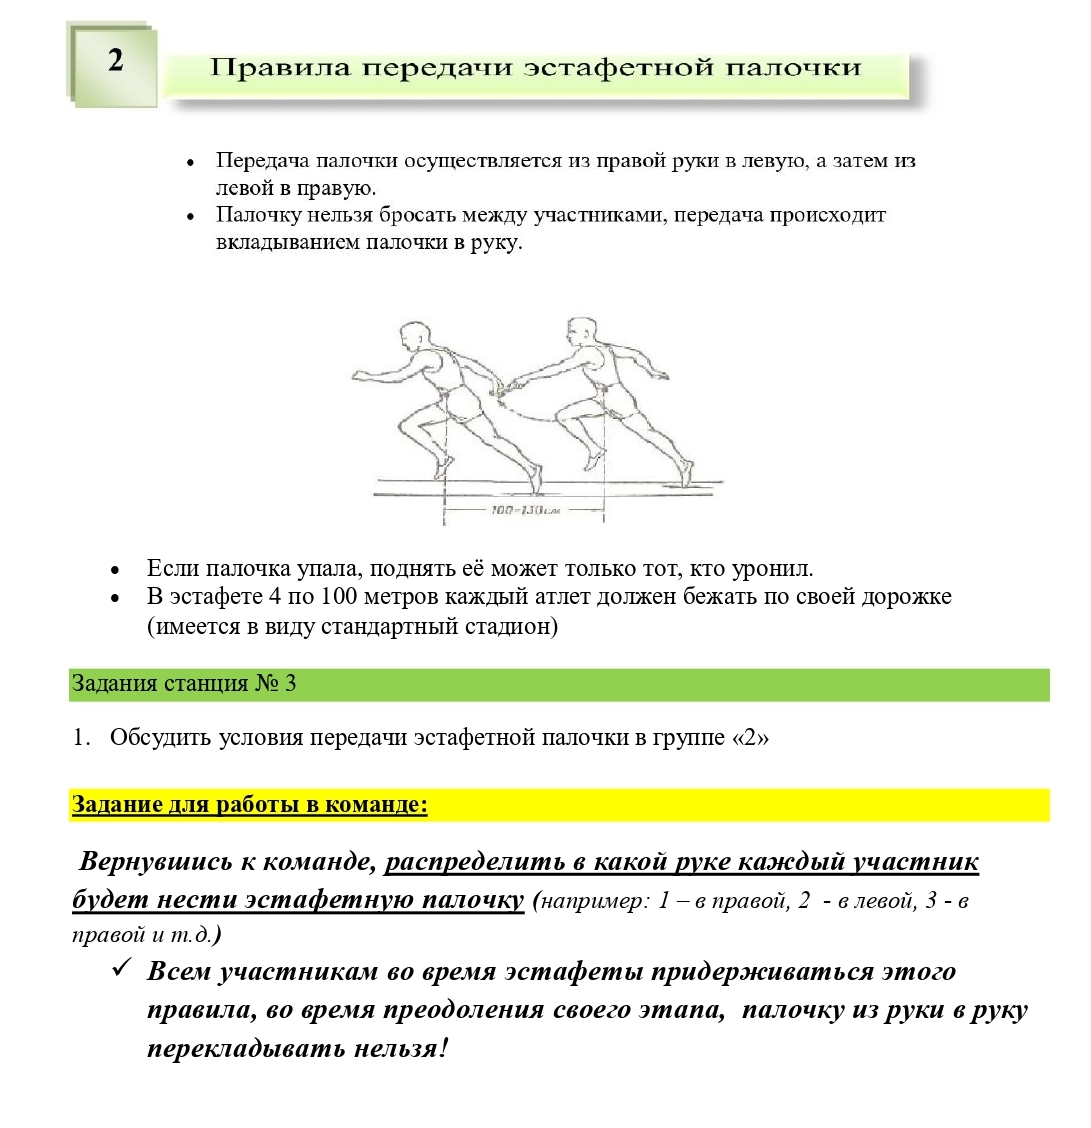 2
Правила передачи эстафетной палочки
• Передача палочки осуществляется из правой руки в левую, а затем из
левой в правую.
• Палочку нельзя бросать между участниками, передача происходит
вкладыванием палочки в руку.
100-130см
• Если палочка упала, поднять её может только тот, кто уронил.
• В эстафете 4 по 100 метров каждый атлет должен бежать по своей дорожке
(имеется в виду стандартный стадион)
Задания станция № 3
1. Обсудить условия передачи эстафетной палочки в группе «2»
Задание для работы в команде:
Вернувшись к команде, распределить в какой руке каждый участник
будет нести эстафетную палочку (например: 1 – в правой, 2 - в левой, 3 - в
правой и т.д.)
✓ Всем участникам во время эстафеты придерживаться этого
правила, во время преодоления своего этапа, палочку из руки в руку
перекладывать нельзя!